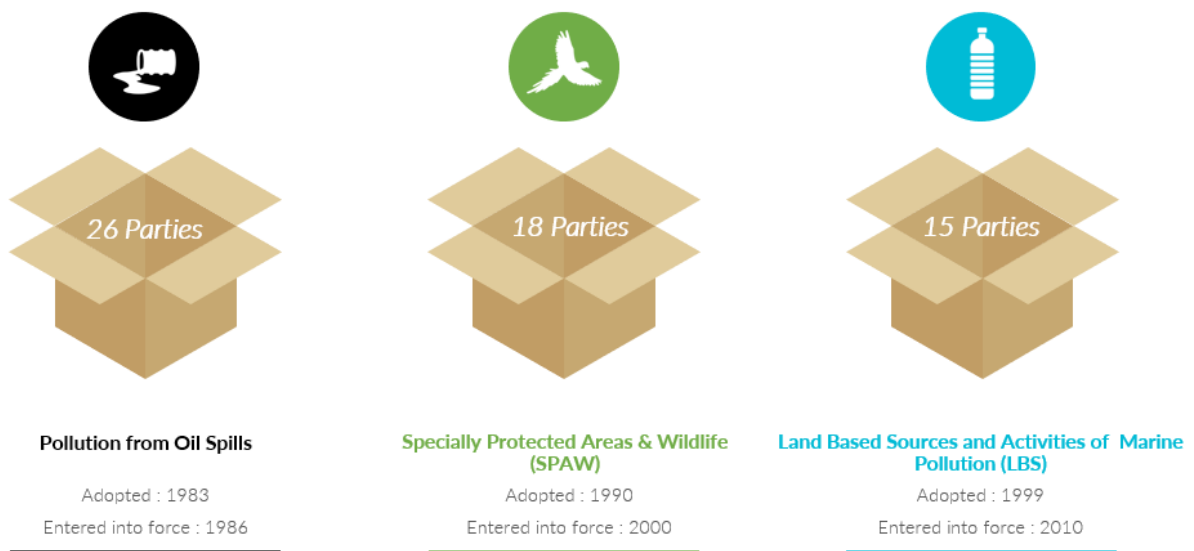 26 Parties
18 Parties
15 Parties
Pollution from Oil Spills
Adopted : 1983
Entered into force : 1986
Specially Protected Areas & Wildlife
(SPAW)
Adopted : 1990
Entered into force : 2000
Land Based Sources and Activities of Marine
Pollution (LBS)
Adopted : 1999
Entered into force : 2010